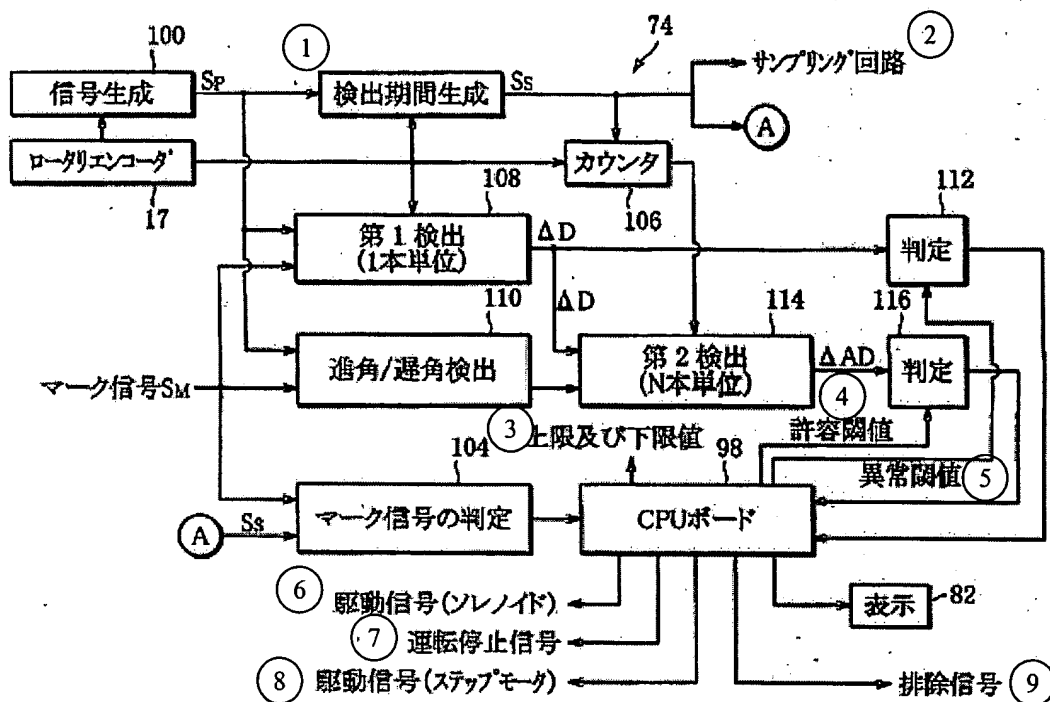 100
①
74
②
信号生成
SP
検出期間生成
SS
サンプリング回路
A
ロータリエンコーダ
カウンタ
17
108
106
112
第1検出
(1本単位)
ΔD
判定
110
ΔD
114
116
進角/遅角検出
第2検出
(N本単位)
ΔAD
判定
マーク信号SM
④
③
上限及び下限値
許容閾値
104
98
異常閾値
⑤
マーク信号の判定
CPUボード
A
Ss
⑥
駆動信号(ソレノイド)
表示
82
⑦
運転停止信号
⑧
駆動信号(ステップモータ)
排除信号
⑨